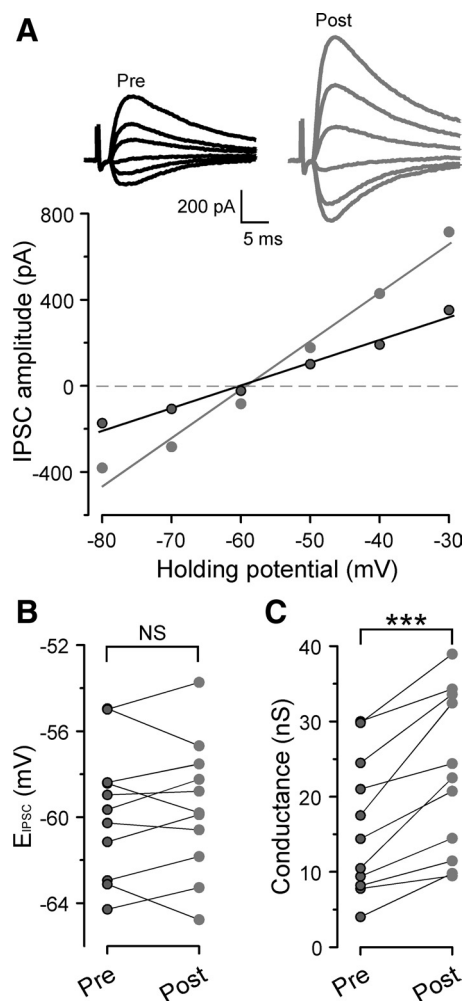 A
Pre
Post
200 pA
5 ms
IPSC amplitude (pA)
800
400
0
-400
-80 -70 -60 -50 -40 -30
Holding potential (mV)
B
NS
E_IPSC (mV)
-52
-56
-60
-64
Pre Post
C
***
Conductance (nS)
40
30
20
10
0
Pre Post